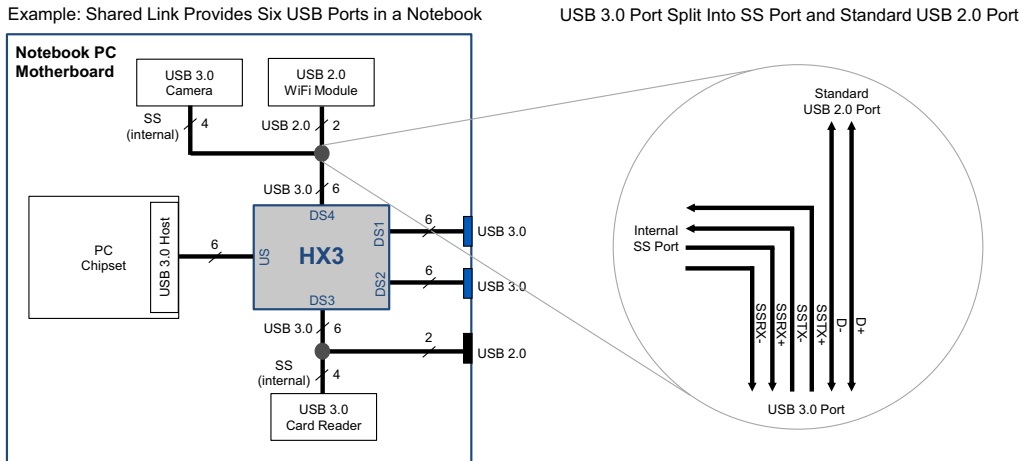 Example: Shared Link Provides Six USB Ports in a Notebook
USB 3.0 Port Split Into SS Port and Standard USB 2.0 Port
Notebook PC
Motherboard
USB 3.0
Camera
USB 2.0
WiFi Module
SS
(internal)
4
USB 2.0
2
USB 3.0
6
DS4
PC
Chipset
USB 3.0 Host
6
US
HX3
DS1
6
USB 3.0
DS2
6
USB 3.0
DS3
USB 3.0
6
2
USB 2.0
SS
(internal)
4
USB 3.0
Card Reader
Standard
USB 2.0 Port
Internal
SS Port
SSRX-
SSRX+
SSTX-
SSTX+
D-
D+
USB 3.0 Port